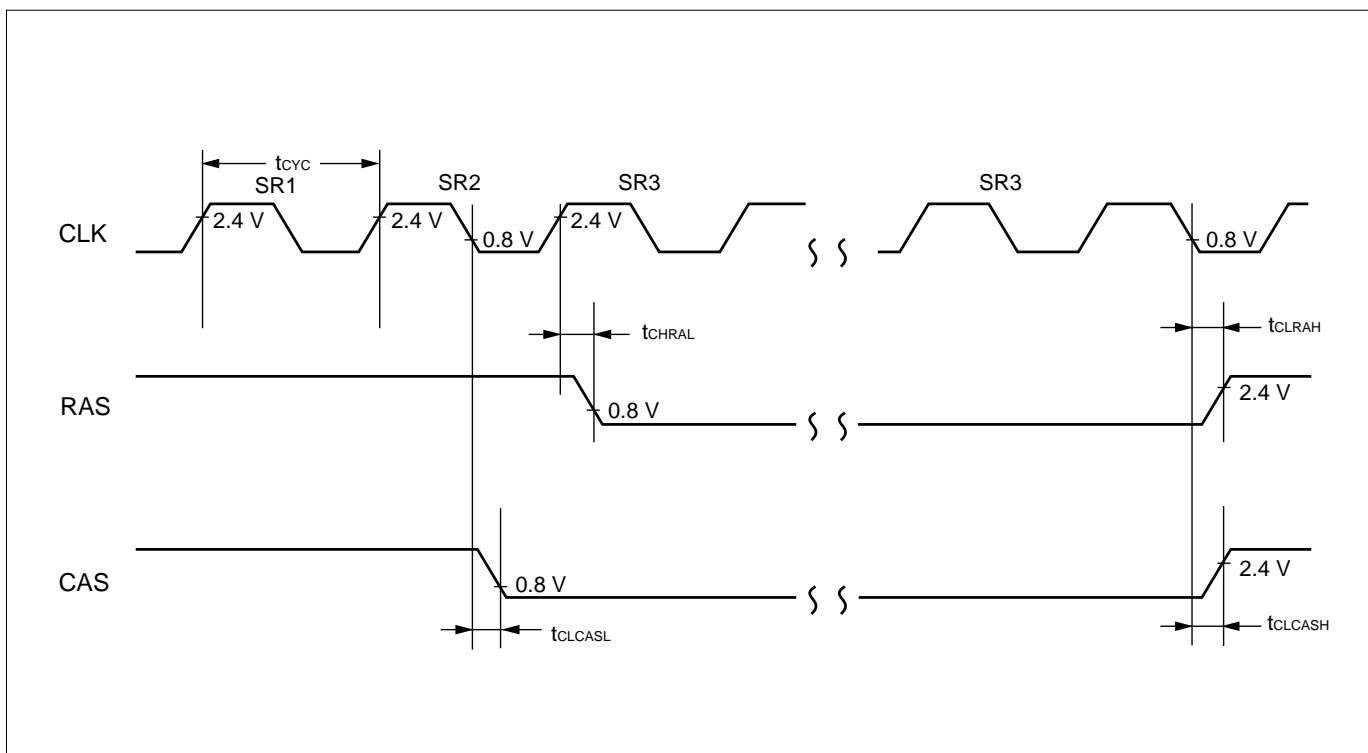 tCYC
SR1 SR2 SR3 SR3
CLK 2.4 V 2.4 V 0.8 V 2.4 V 0.8 V
tCHRAL tCLRAH
RAS 0.8 V 2.4 V
CAS 0.8 V 2.4 V
tCLCASL tCLCASH